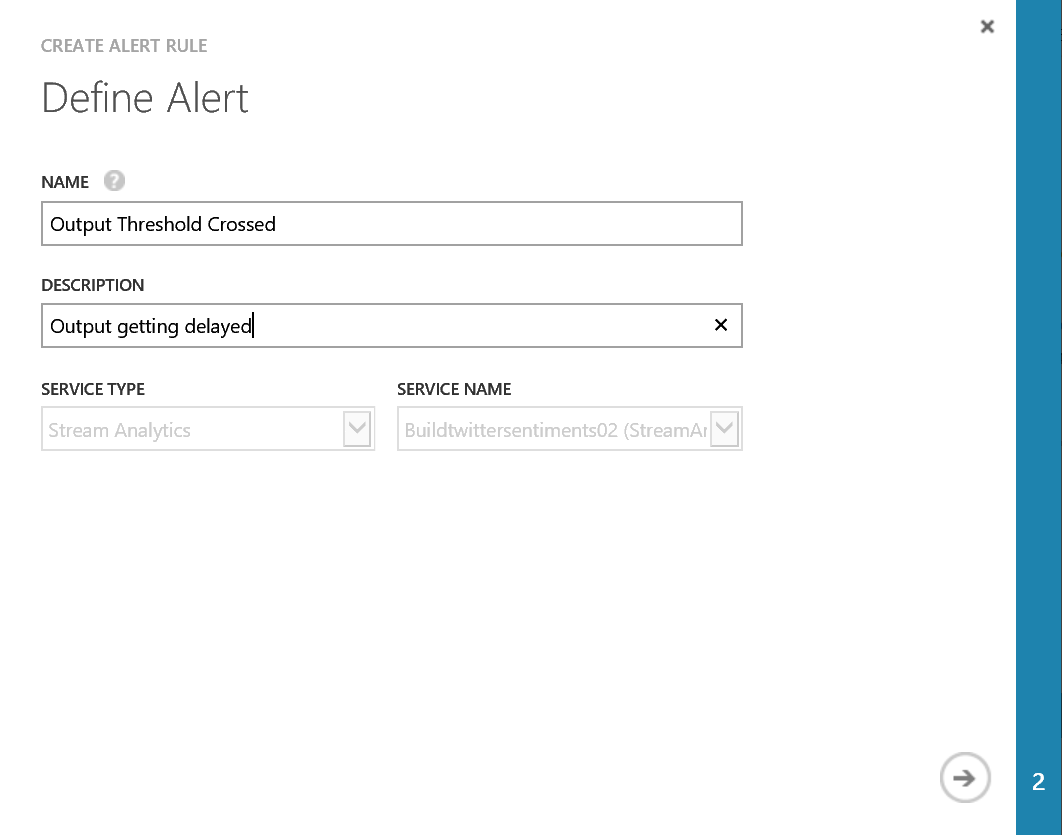 CREATE ALERT RULE
Define Alert
NAME ?
Output Threshold Crossed
DESCRIPTION
Output getting delayed
SERVICE TYPE
SERVICE NAME
Stream Analytics
Buildtwittersentiments02 (StreamAr
2